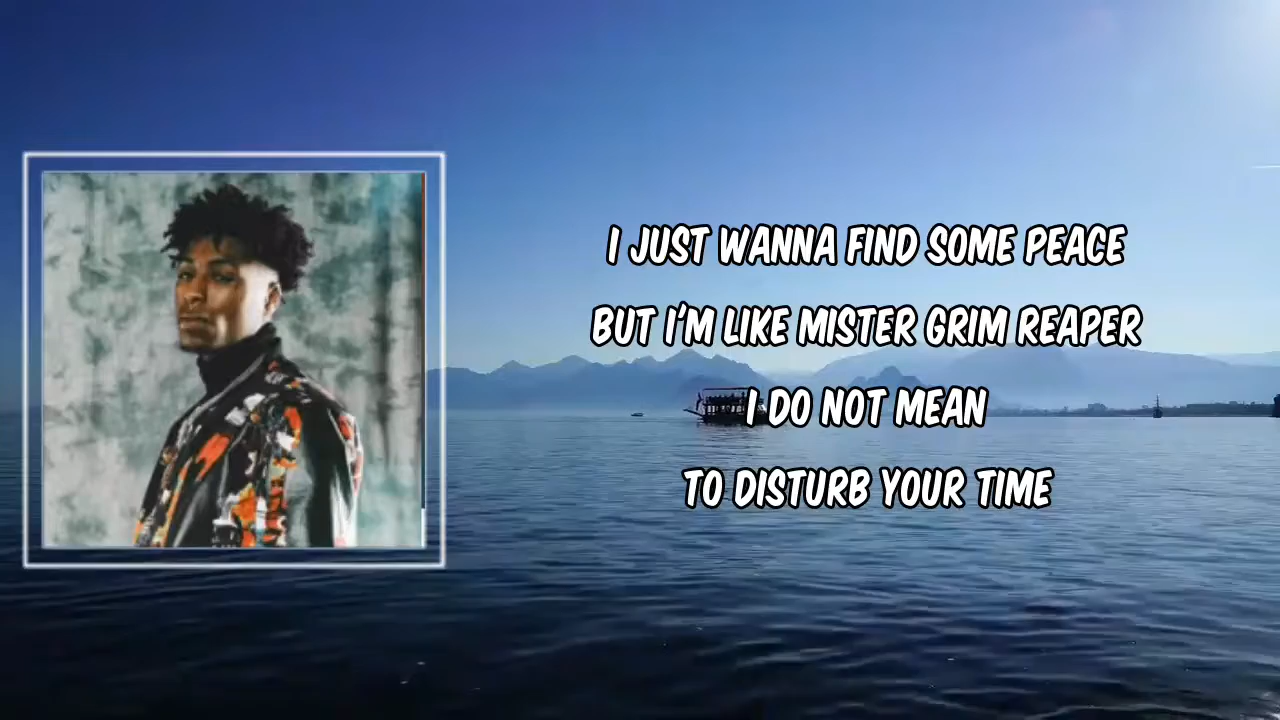 I JUST WANNA FIND SOME PEACE
BUT I'M LIKE MISTER GRIM REAPER
I DO NOT MEAN
TO DISTURB YOUR TIME